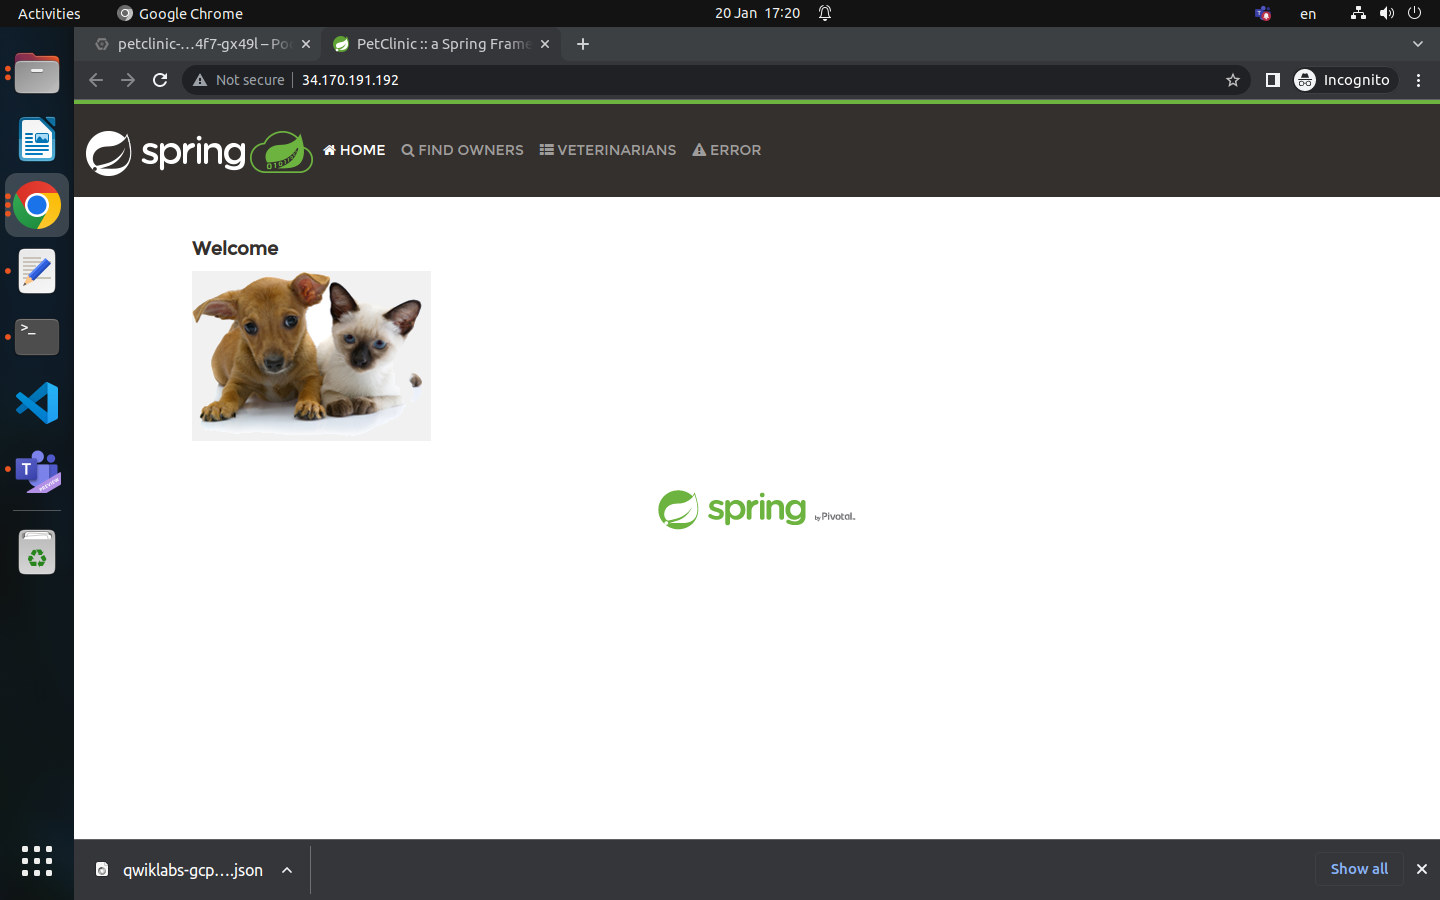 Activities
Google Chrome
20 Jan 17:20
en
petclinic-…4f7-gx49l – Po
PetClinic :: a Spring Frame
Not secure
34.170.191.192
Incognito
spring
HOME
FIND OWNERS
VETERINARIANS
ERROR
Welcome
spring by Pivotal.
qwiklabs-gcp….json
Show all